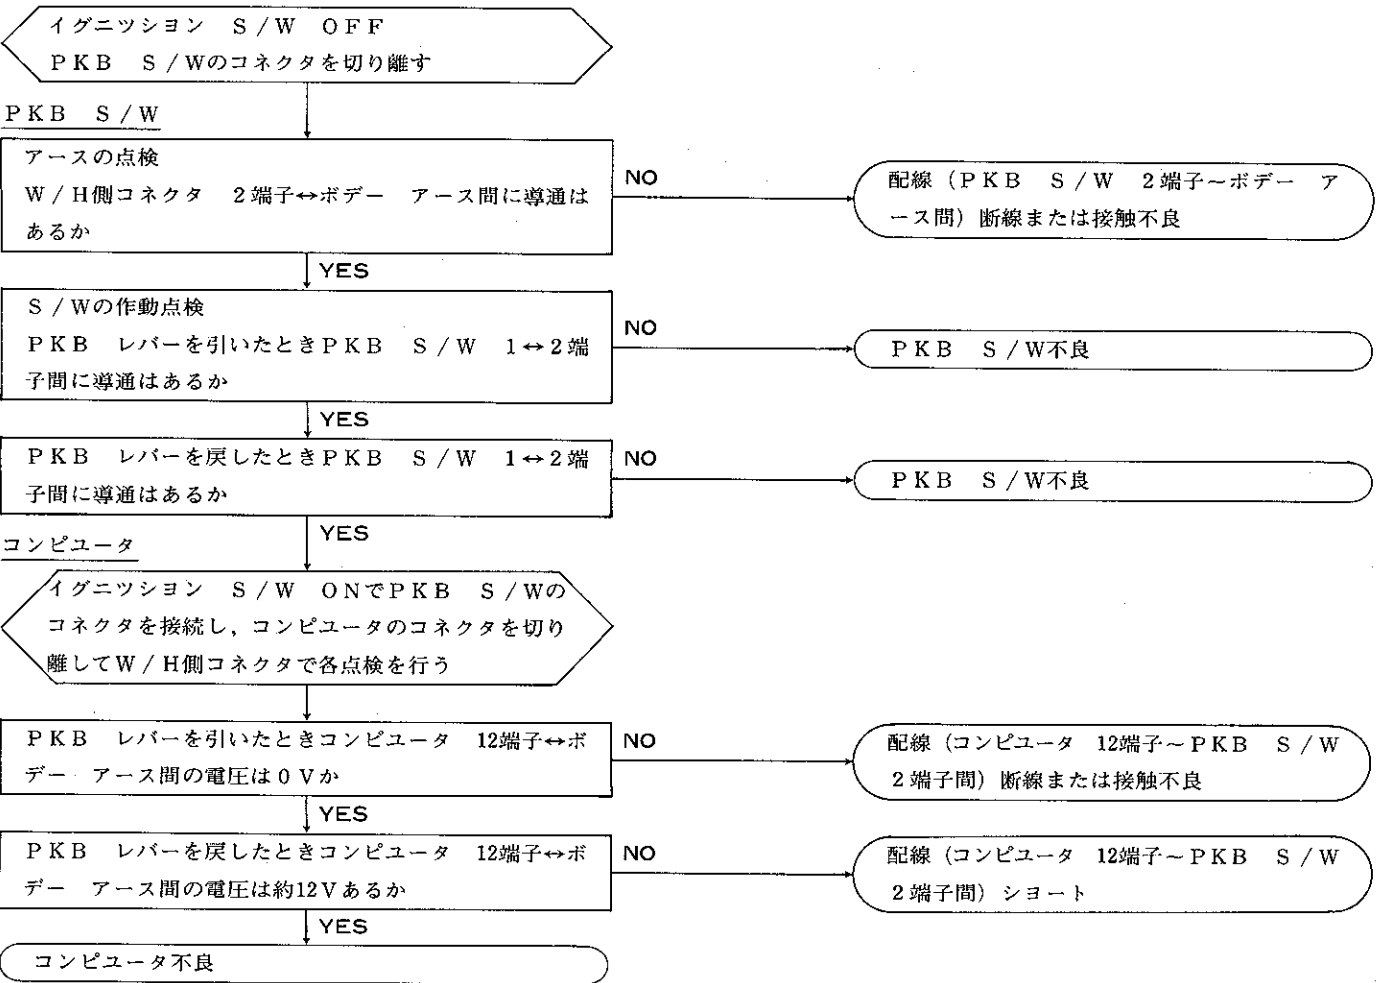 イグニツシヨン S/W OFF
PKB S/Wのコネクタを切り離す
PKB S/W
アースの点検
W/H側コネクタ 2端子↔ボデー アース間に導通は
あるか
NO
配線(PKB S/W 2端子~ボデー ア
ース間)断線または接触不良
YES
S/Wの作動点検
PKB レバーを引いたときPKB S/W 1↔2端
子間に導通はあるか
NO
PKB S/W不良
YES
PKB レバーを戻したときPKB S/W 1↔2端
子間に導通はあるか
NO
PKB S/W不良
YES
コンピユータ
イグニツシヨン S/W ONでPKB S/Wの
コネクタを接続し,コンピユータのコネクタを切り
離してW/H側コネクタで各点検を行う
PKB レバーを引いたときコンピユータ 12端子↔ボ
デー アース間の電圧は0Vか
NO
配線(コンピユータ 12端子~PKB S/W
2端子間)断線または接触不良
YES
PKB レバーを戻したときコンピユータ 12端子↔ボ
デー アース間の電圧は約12Vあるか
NO
配線(コンピユータ 12端子~PKB S/W
2端子間)シヨート
YES
コンピユータ不良